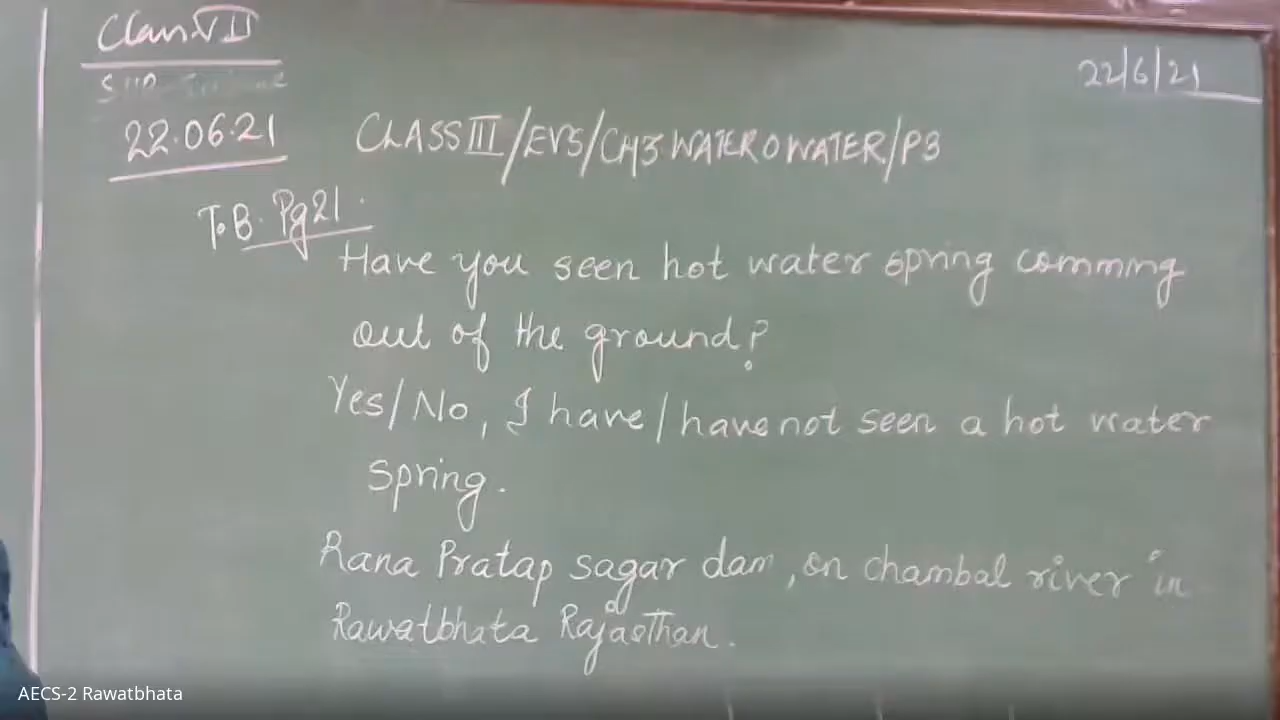 Class VII
22.06.21
22/6/21
CLASS III/EVS/CH3 WATER O WATER/P3
T.B. Pg 21.
Have you seen hot water spring comming
out of the ground?
Yes/No, I have/have not seen a hot water
spring.
Rana Pratap sagar dam, on chambal river in
Rawatbhata Rajasthan.
AECS-2 Rawatbhata